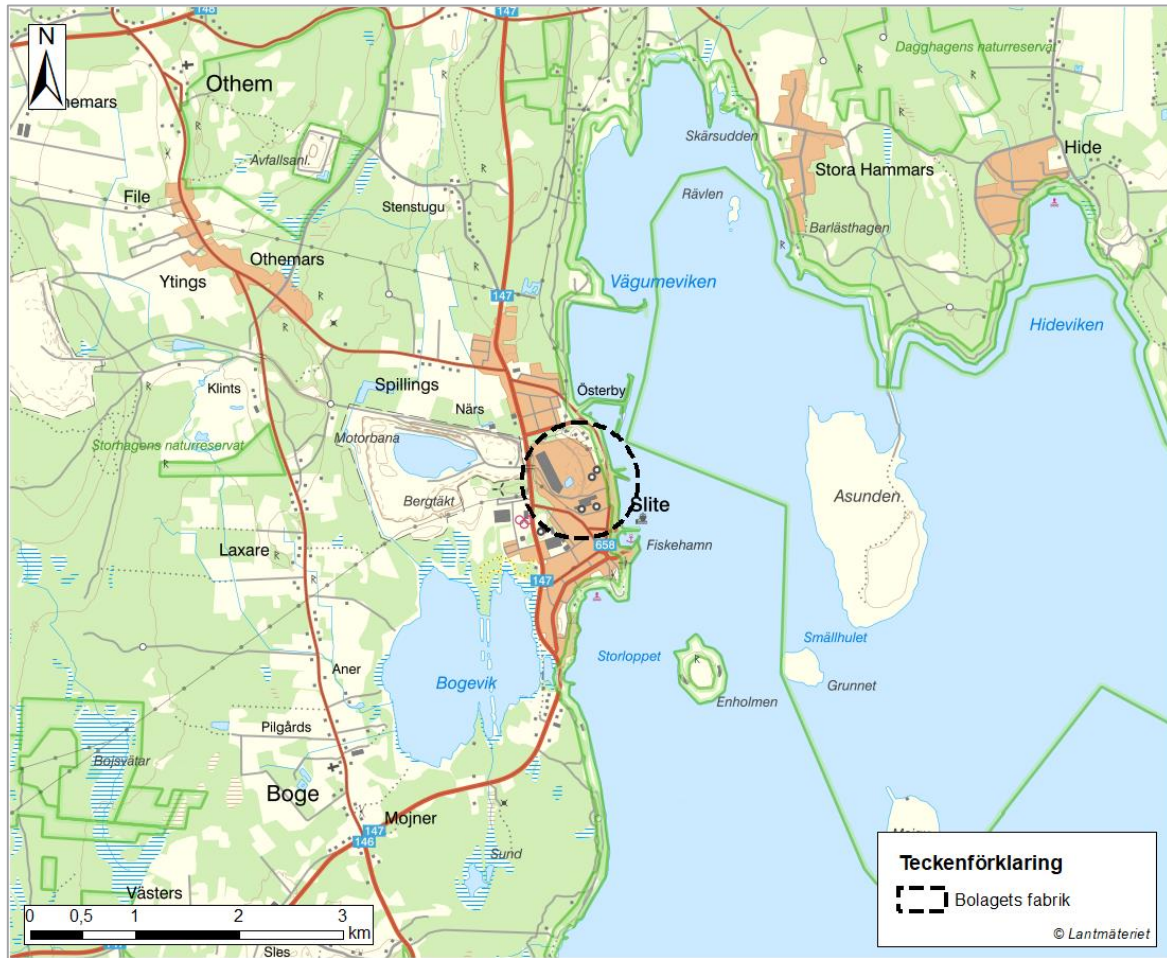 148
147
N
Dagghagens naturreservat
Othem
Skärsudden
Hide
Avfallsanl.
Stora Hammars
File
Stenstugu
Rävlen
Barlästhagen
Othemars
Ytings
Vägumeviken
147
Hideviken
Spillings
Klints
Österby
Närs
Motorbana
Storhagens naturreservat
Bergtäkt
Asunden
Slite
658
Fiskehamn
Laxare
147
Smällhulet
Storloppet
Aner
Bogevik
Grunnet
Enholmen
Pilgårds
Bojsvätar
Boge
Mojner
147
146
Sund
Västers
Sles
0 0,5 1 2 3
km
Teckenförklaring
Bolagets fabrik
© Lantmäteriet